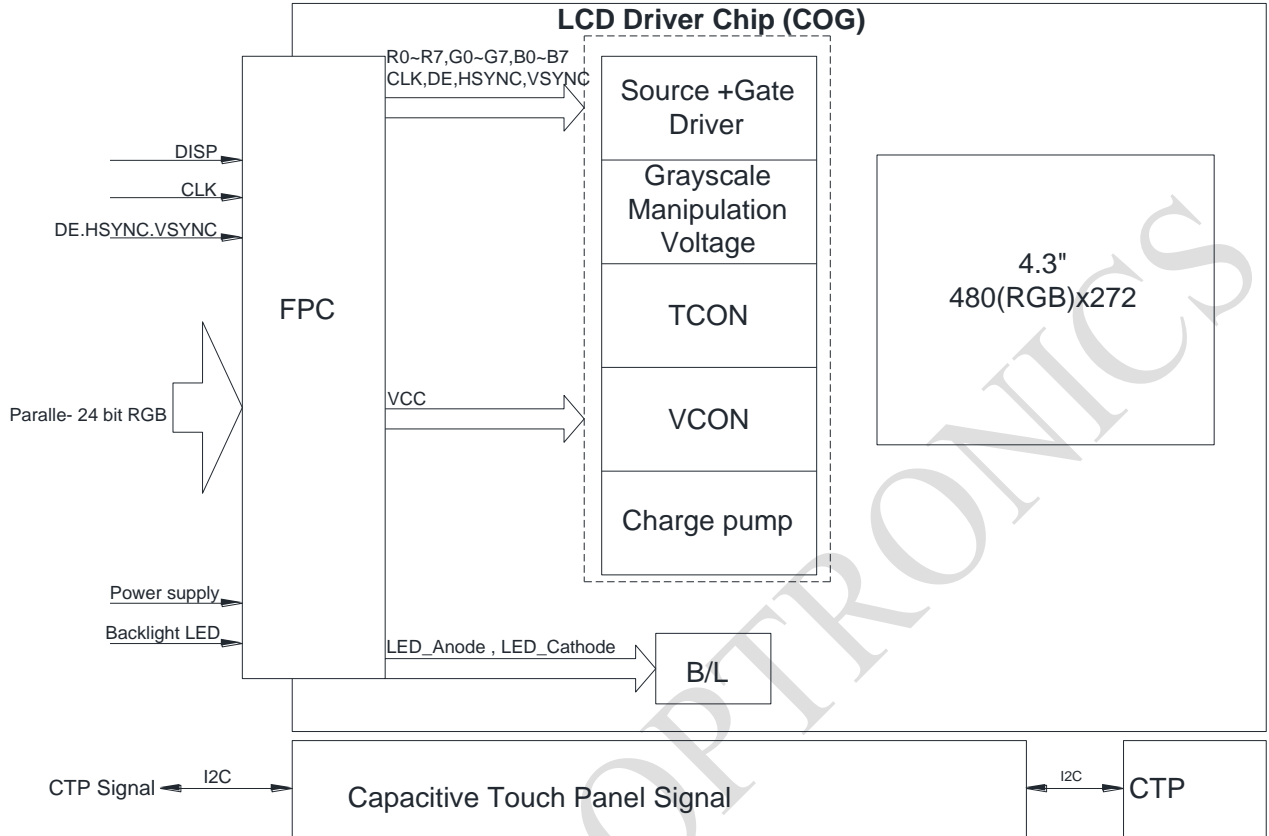 LCD Driver Chip (COG)
R0~R7,G0~G7,B0~B7
CLK,DE,HSYNC,VSYNC
Source +Gate
Driver
DISP
CLK
DE.HSYNC.VSYNC
Grayscale
Manipulation
Voltage
4.3"
480(RGB)x272
FPC
TCON
Paralle- 24 bit RGB
VCC
VCON
Charge pump
Power supply
Backlight LED
LED_Anode , LED_Cathode
B/L
CTP Signal
I2C
Capacitive Touch Panel Signal
I2C
CTP
OPTRONICS